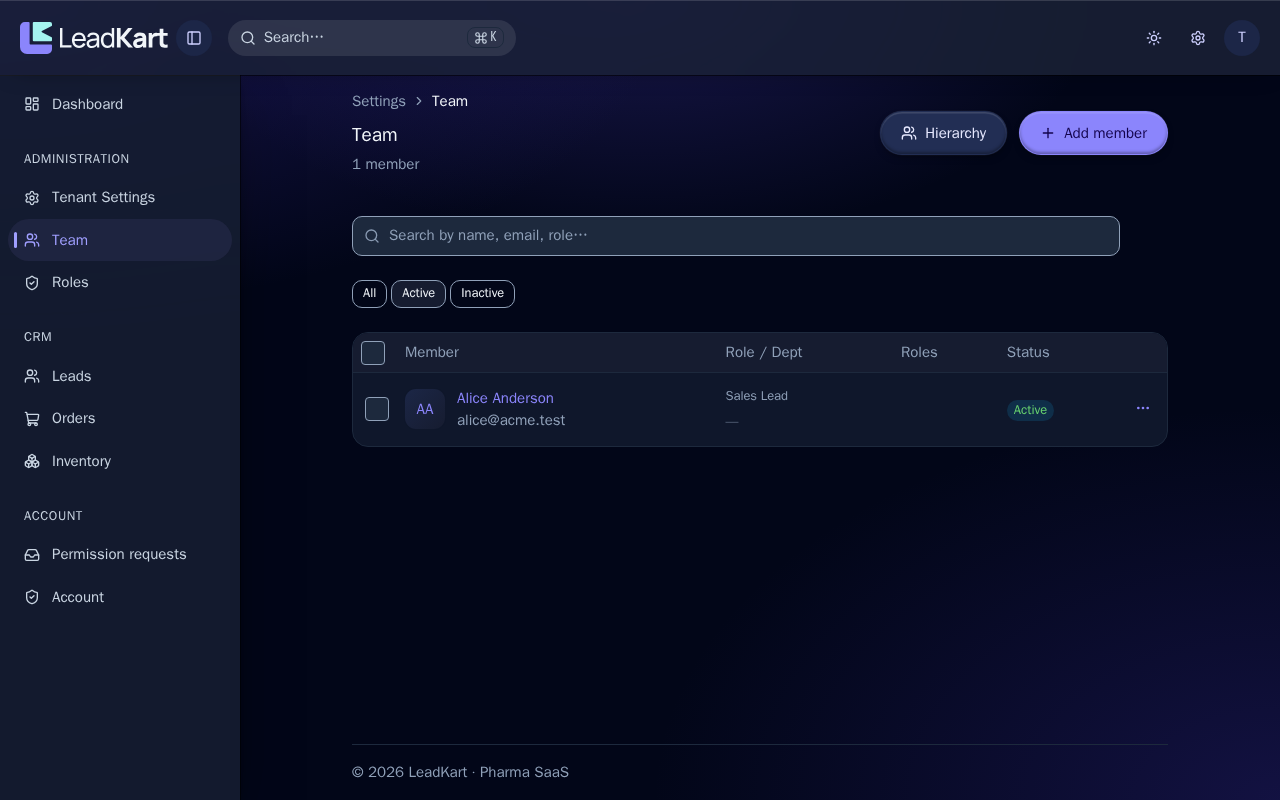 LeadKart
Search…
⌘K
T
Dashboard
ADMINISTRATION
Tenant Settings
Team
Roles
CRM
Leads
Orders
Inventory
ACCOUNT
Permission requests
Account
Settings > Team
Team
1 member
Hierarchy
Add member
Search by name, email, role…
All
Active
Inactive
Member
Role / Dept
Roles
Status
AA
Alice Anderson
alice@acme.test
Sales Lead
—
Active
© 2026 LeadKart · Pharma SaaS